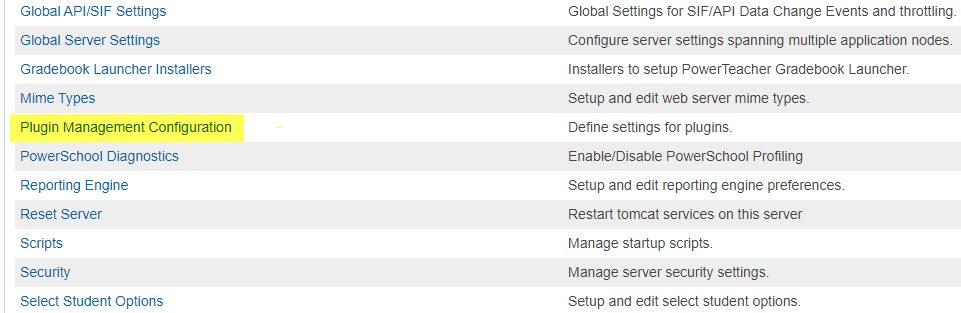 Global API/SIF Settings Global Settings for SIF/API Data Change Events and throttling.
Global Server Settings Configure server settings spanning multiple application nodes.
Gradebook Launcher Installers Installers to setup PowerTeacher Gradebook Launcher.
Mime Types Setup and edit web server mime types.
Plugin Management Configuration Define settings for plugins.
PowerSchool Diagnostics Enable/Disable PowerSchool Profiling
Reporting Engine Setup and edit reporting engine preferences.
Reset Server Restart tomcat services on this server
Scripts Manage startup scripts.
Security Manage server security settings.
Select Student Options Setup and edit select student options.